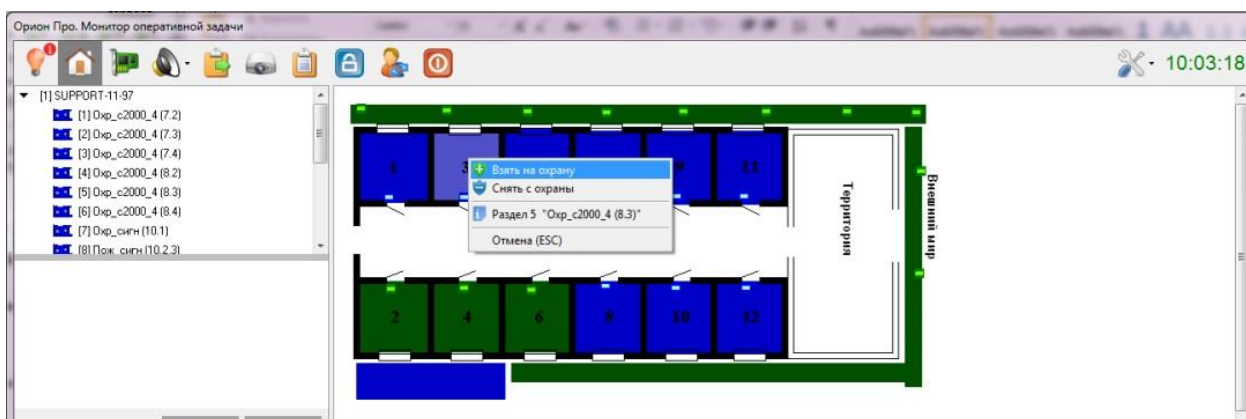 Орион Про. Монитор оперативной задачи
10:03:18
[1] SUPPORT-11-97
[1] Охр_с2000_4 (7.2)
[2] Охр_с2000_4 (7.3)
[3] Охр_с2000_4 (7.4)
[4] Охр_с2000_4 (8.2)
[5] Охр_с2000_4 (8.3)
[6] Охр_с2000_4 (8.4)
[7] Охр_сигн (10.1)
[8] Пож_сигн (10.2.3)
1
3
9
11
Взять на охрану
Снять с охраны
Раздел 5 "Охр_с2000_4 (8.3)"
Отмена (ESC)
Территория
Внешний мир
2
4
6
8
10
12